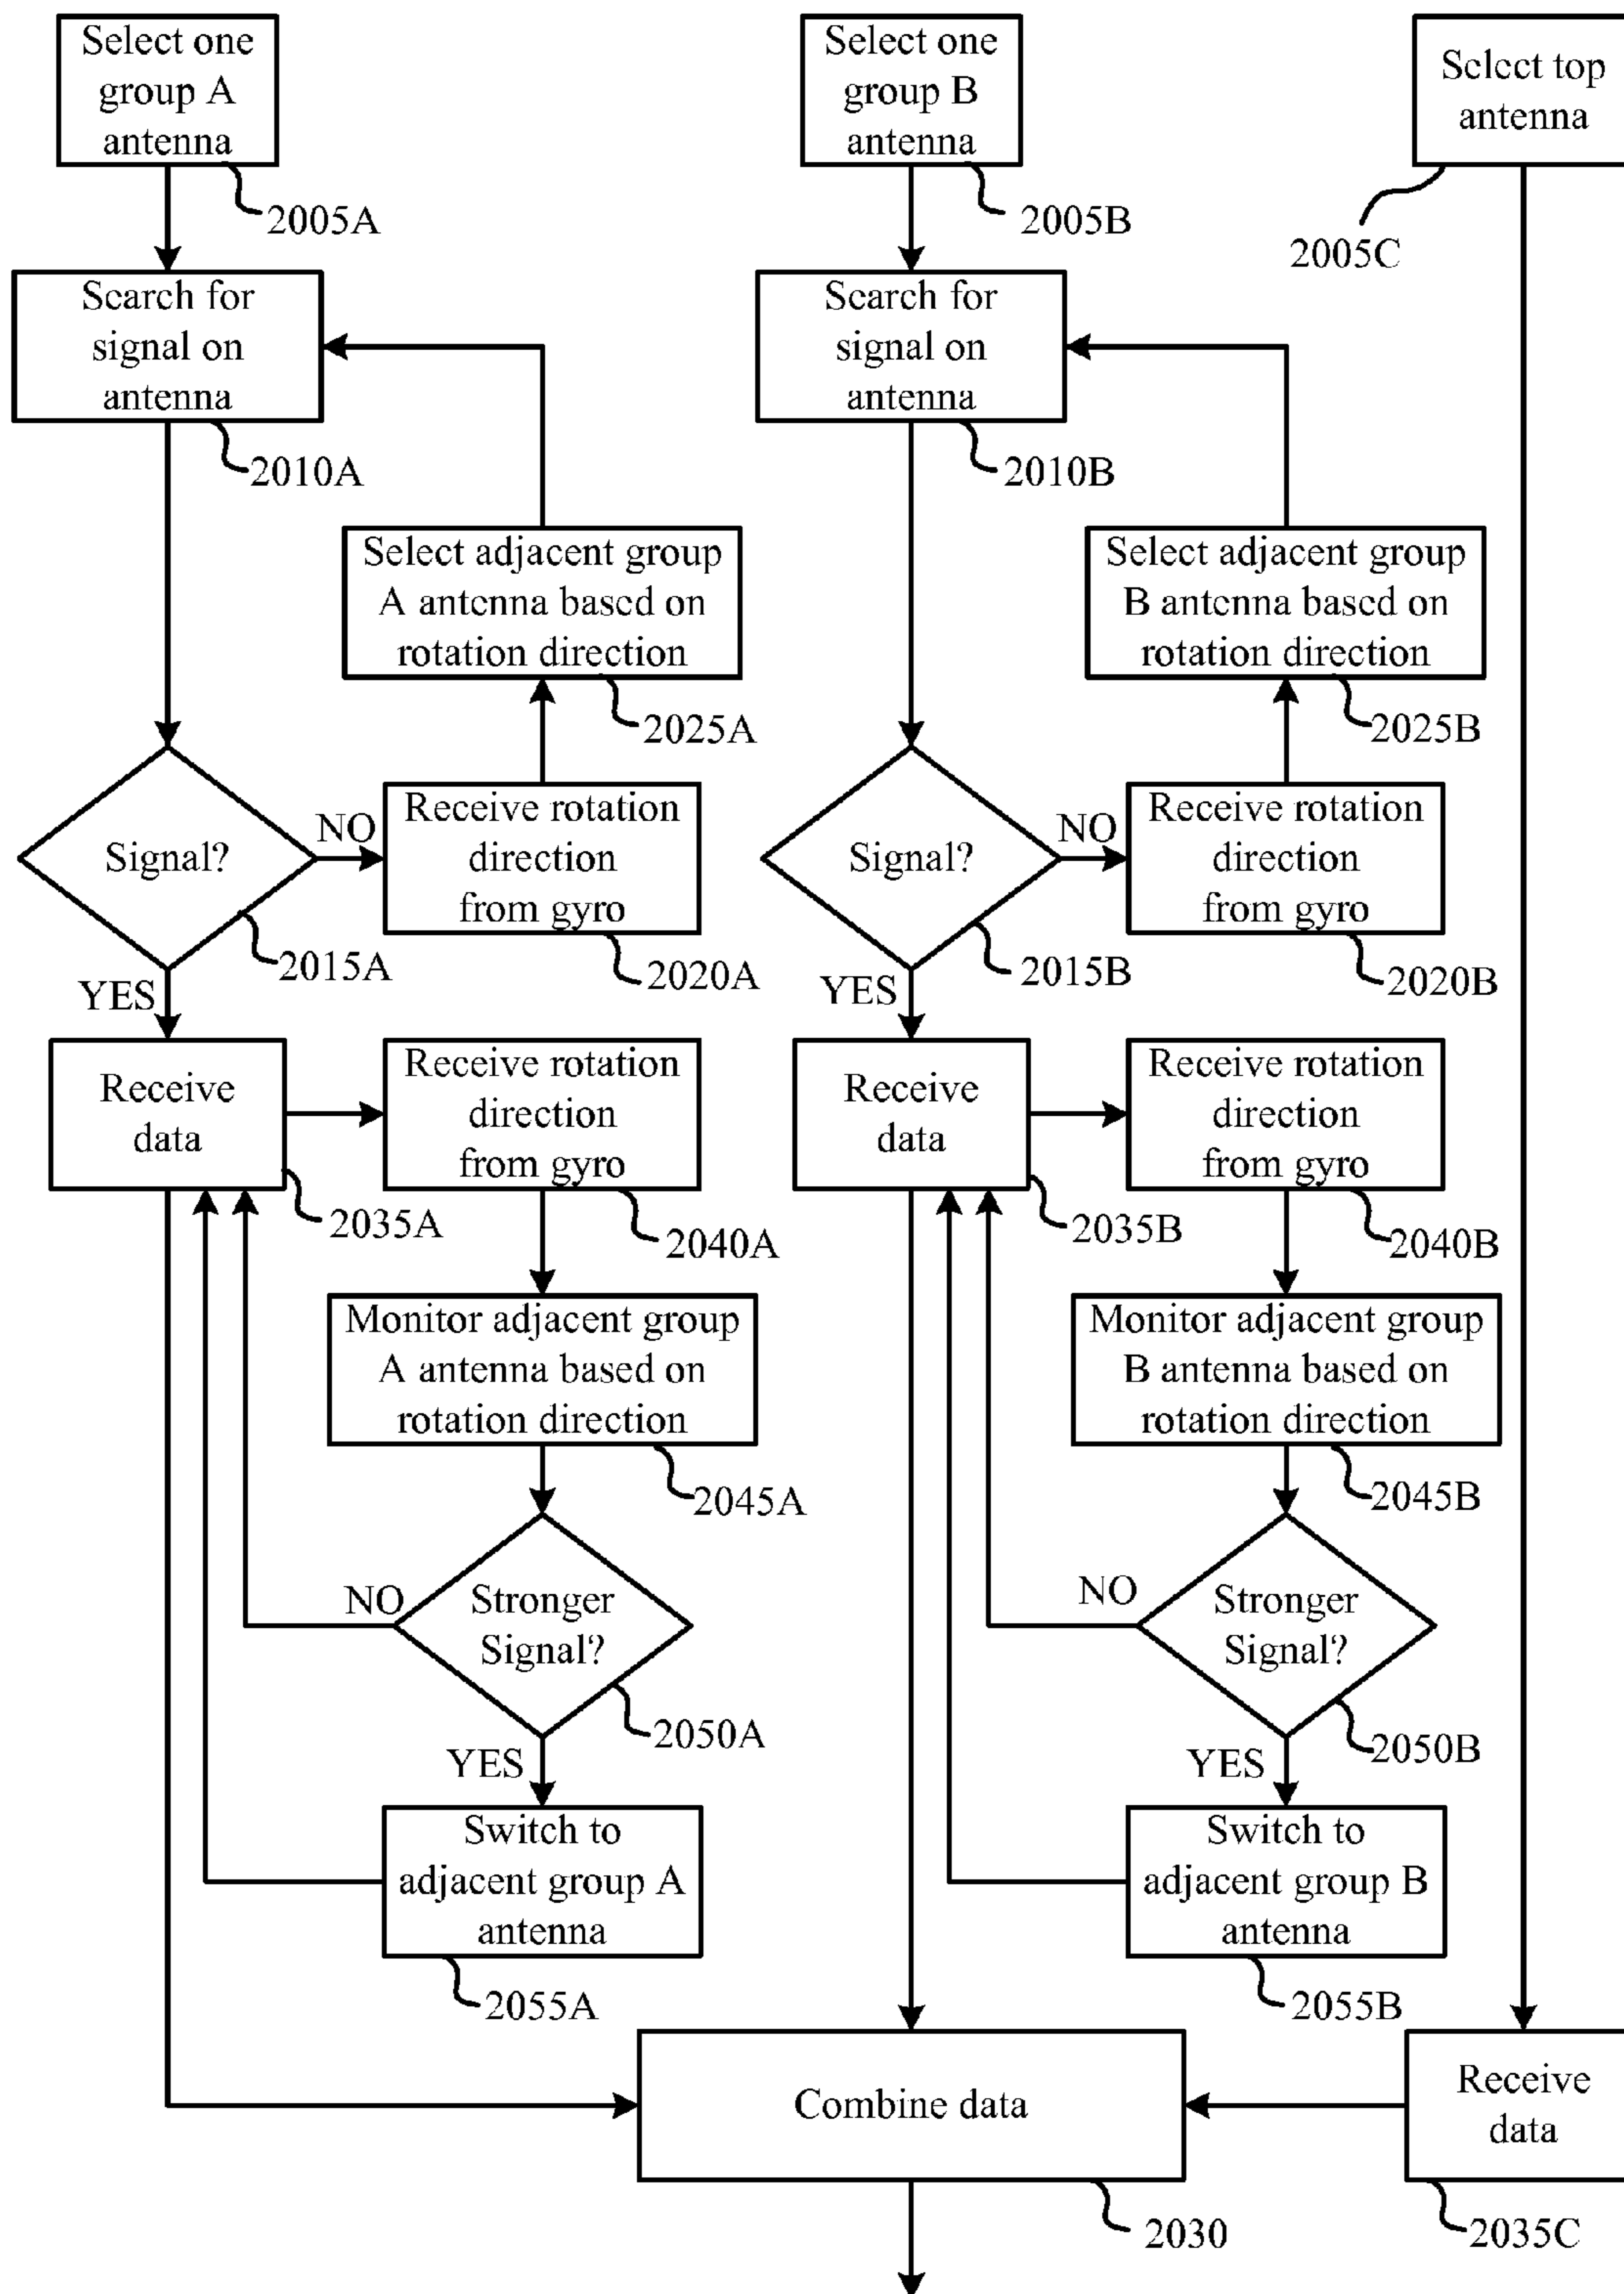 Select one
group A
antenna
2005A
Select one
group B
antenna
2005B
Select top
antenna
2005C
Search for
signal on
antenna
2010A
Search for
signal on
antenna
2010B
Select adjacent group
A antenna based on
rotation direction
2025A
Select adjacent group
B antenna based on
rotation direction
2025B
Signal?
2015A
NO
YES
Receive rotation
direction
from gyro
2020A
Signal?
2015B
NO
YES
Receive rotation
direction
from gyro
2020B
Receive
data
2035A
Receive rotation
direction
from gyro
2040A
Receive
data
2035B
Receive rotation
direction
from gyro
2040B
Monitor adjacent group
A antenna based on
rotation direction
2045A
Monitor adjacent group
B antenna based on
rotation direction
2045B
NO
Stronger
Signal?
2050A
YES
NO
Stronger
Signal?
2050B
YES
Switch to
adjacent group A
antenna
2055A
Switch to
adjacent group B
antenna
2055B
Combine data
2030
Receive
data
2035C